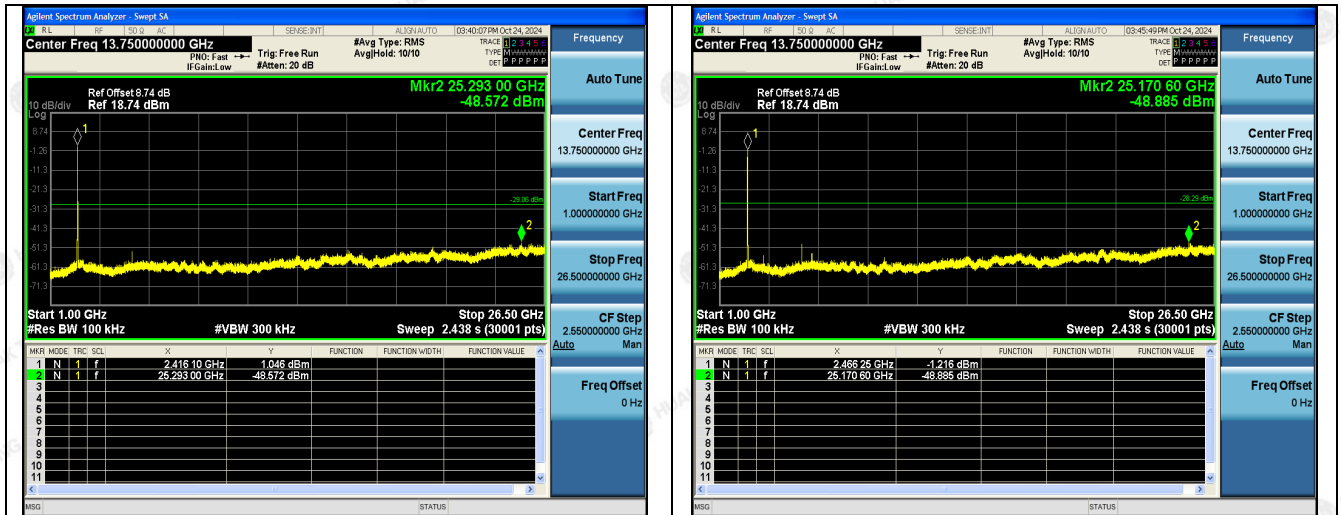 Agilent Spectrum Analyzer - Swept SA
RL RF 50 Ω AC SENSE:INT ALIGN AUTO 03:40:07 PM Oct 24, 2024
Center Freq 13.750000000 GHz
PNO: Fast
IFGain:Low
Trig: Free Run
#Atten: 20 dB
#Avg Type: RMS
Avg|Hold: 10/10
TRACE 1 2 3 4 5 6
TYPE M W W W W W
DET P P P P P P
Mkr2 25.293 00 GHz
-48.572 dBm
Ref Offset 8.74 dB
10 dB/div Ref 18.74 dBm
Log
8.74
-1.26
-11.3
-21.3
-31.3
-41.3
-51.3
-61.3
-71.3
1
-29.06 dBm
2
Start 1.00 GHz Stop 26.50 GHz
#Res BW 100 kHz #VBW 300 kHz Sweep 2.438 s (30001 pts)
MKR MODE TRC SCL X Y FUNCTION FUNCTION WIDTH FUNCTION VALUE
1 N 1 f 2.416 10 GHz 1.046 dBm
2 N 1 f 25.293 00 GHz -48.572 dBm
3
4
5
6
7
8
9
10
11
MSG STATUS
Frequency
Auto Tune
Center Freq
13.750000000 GHz
Start Freq
1.000000000 GHz
Stop Freq
26.500000000 GHz
CF Step
2.550000000 GHz
Auto Man
Freq Offset
0 Hz
Agilent Spectrum Analyzer - Swept SA
RL RF 50 Ω AC SENSE:INT ALIGN AUTO 03:45:49 PM Oct 24, 2024
Center Freq 13.750000000 GHz
PNO: Fast
IFGain:Low
Trig: Free Run
#Atten: 20 dB
#Avg Type: RMS
Avg|Hold: 10/10
TRACE 1 2 3 4 5 6
TYPE M W W W W W
DET P P P P P P
Mkr2 25.170 60 GHz
-48.885 dBm
Ref Offset 8.74 dB
10 dB/div Ref 18.74 dBm
Log
8.74
-1.26
-11.3
-21.3
-31.3
-41.3
-51.3
-61.3
-71.3
1
-28.29 dBm
2
Start 1.00 GHz Stop 26.50 GHz
#Res BW 100 kHz #VBW 300 kHz Sweep 2.438 s (30001 pts)
MKR MODE TRC SCL X Y FUNCTION FUNCTION WIDTH FUNCTION VALUE
1 N 1 f 2.466 25 GHz -1.216 dBm
2 N 1 f 25.170 60 GHz -48.885 dBm
3
4
5
6
7
8
9
10
11
MSG STATUS
Frequency
Auto Tune
Center Freq
13.750000000 GHz
Start Freq
1.000000000 GHz
Stop Freq
26.500000000 GHz
CF Step
2.550000000 GHz
Auto Man
Freq Offset
0 Hz